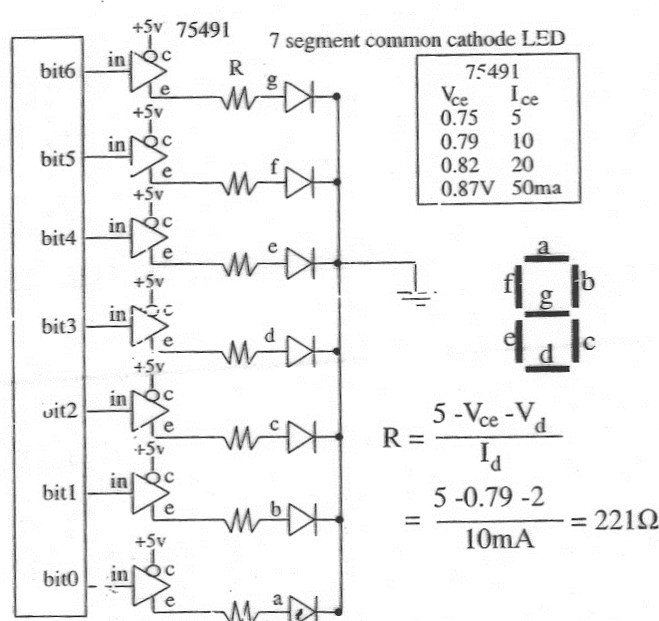 +5v 75491
7 segment common cathode LED
bit6 in c R
e g
75491
Vce Ice
0.75 5
0.79 10
0.82 20
0.87V 50ma
+5v
bit5 in c
e f
+5v
bit4 in c
e e
+5v
bit3 in c
e d
+5v
bit2 in c
e c
+5v
bit1 in c
e b
+5v
bit0 in c
e a
a
f b
g
e c
d
R = 5 -Vce -Vd
Id
= 5 -0.79 -2 = 221Ω
10mA